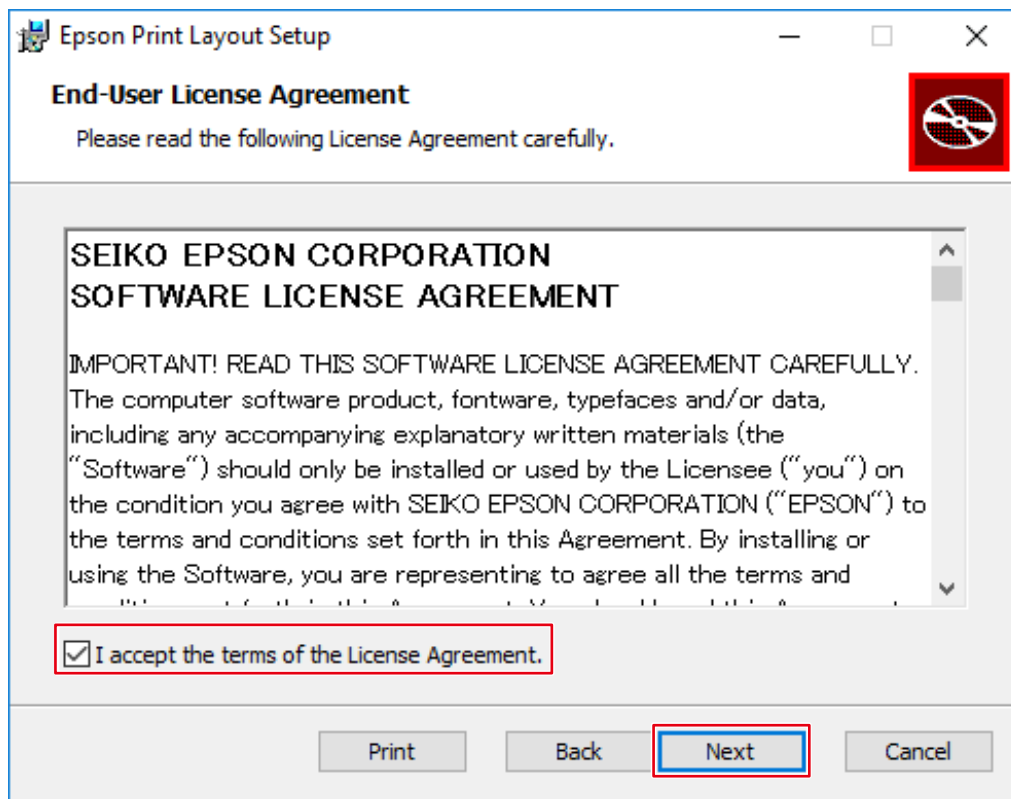 Epson Print Layout Setup
End-User License Agreement
Please read the following License Agreement carefully.
SEIKO EPSON CORPORATION
SOFTWARE LICENSE AGREEMENT
IMPORTANT! READ THIS SOFTWARE LICENSE AGREEMENT CAREFULLY.
The computer software product, fontware, typefaces and/or data,
including any accompanying explanatory written materials (the
"Software") should only be installed or used by the Licensee ("you") on
the condition you agree with SEIKO EPSON CORPORATION ("EPSON") to
the terms and conditions set forth in this Agreement. By installing or
using the Software, you are representing to agree all the terms and
I accept the terms of the License Agreement.
Print Back Next Cancel